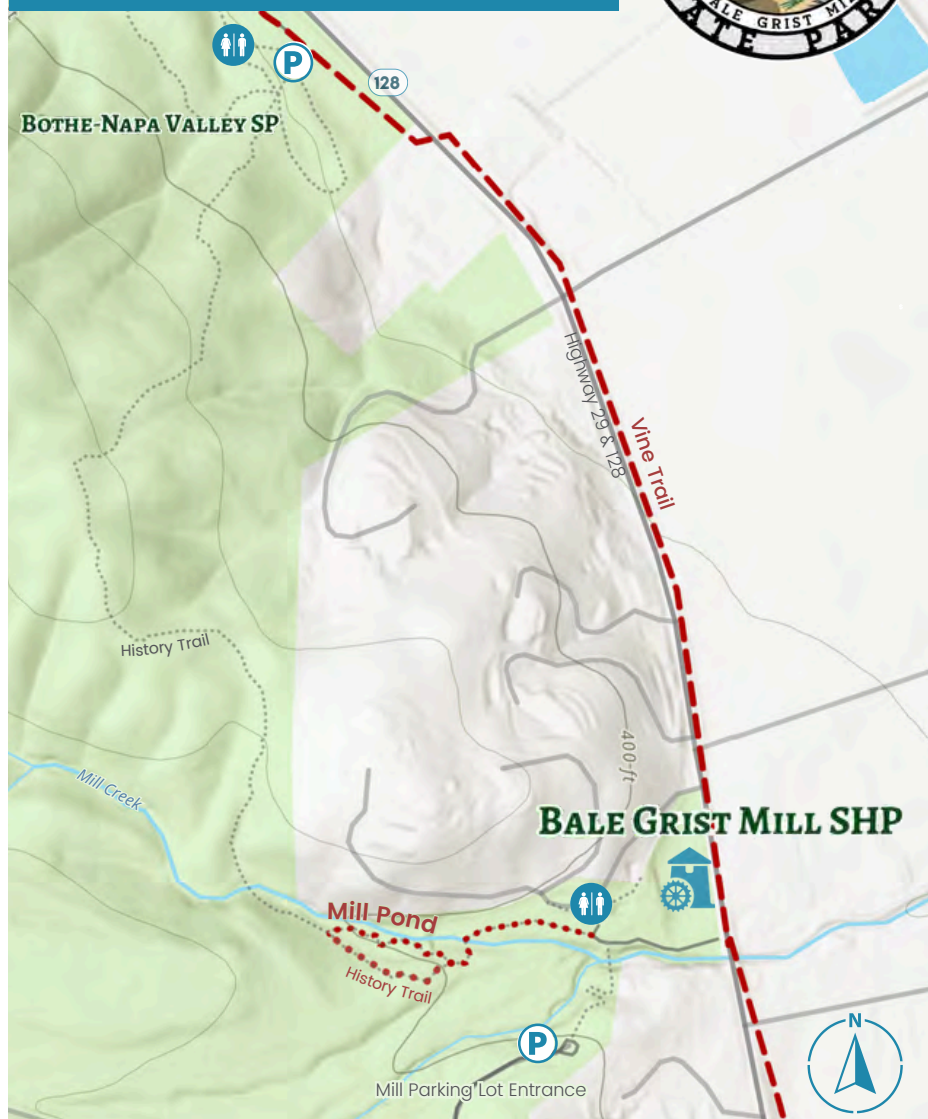 ALE GRIST MI
ATE PAR
P
128
BOTHE-NAPA VALLEY SP
Highway 29 & 128
Vine Trail
History Trail
400 ft
Mill Creek
BALE GRIST MILL SHP
Mill Pond
History Trail
N
P
Mill Parking Lot Entrance